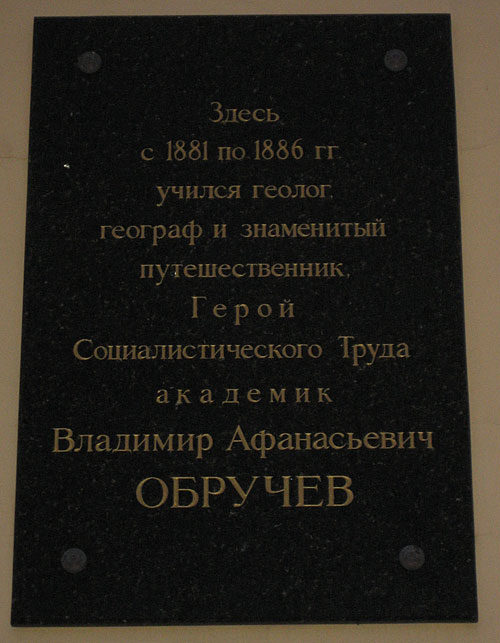 Здесь
с 1881 по 1886 гг.
учился геолог,
географ и знаменитый
путешественник,
Герой
Социалистического Труда
академик
Владимир Афанасьевич
ОБРУЧЕВ